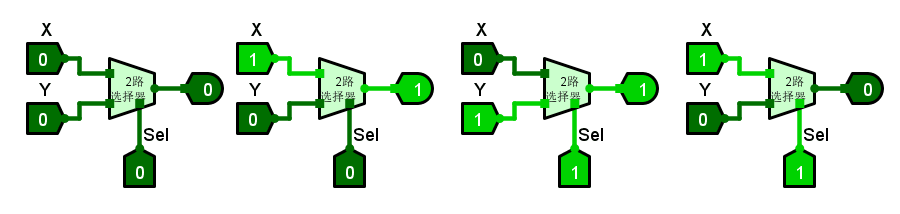 X X X X
0 1 0 1
2路 2路 2路 2路
选择器 选择器 选择器 选择器
0 1 1 0
Y Y Y Y
0 0 1 0
Sel Sel Sel Sel
0 0 1 1